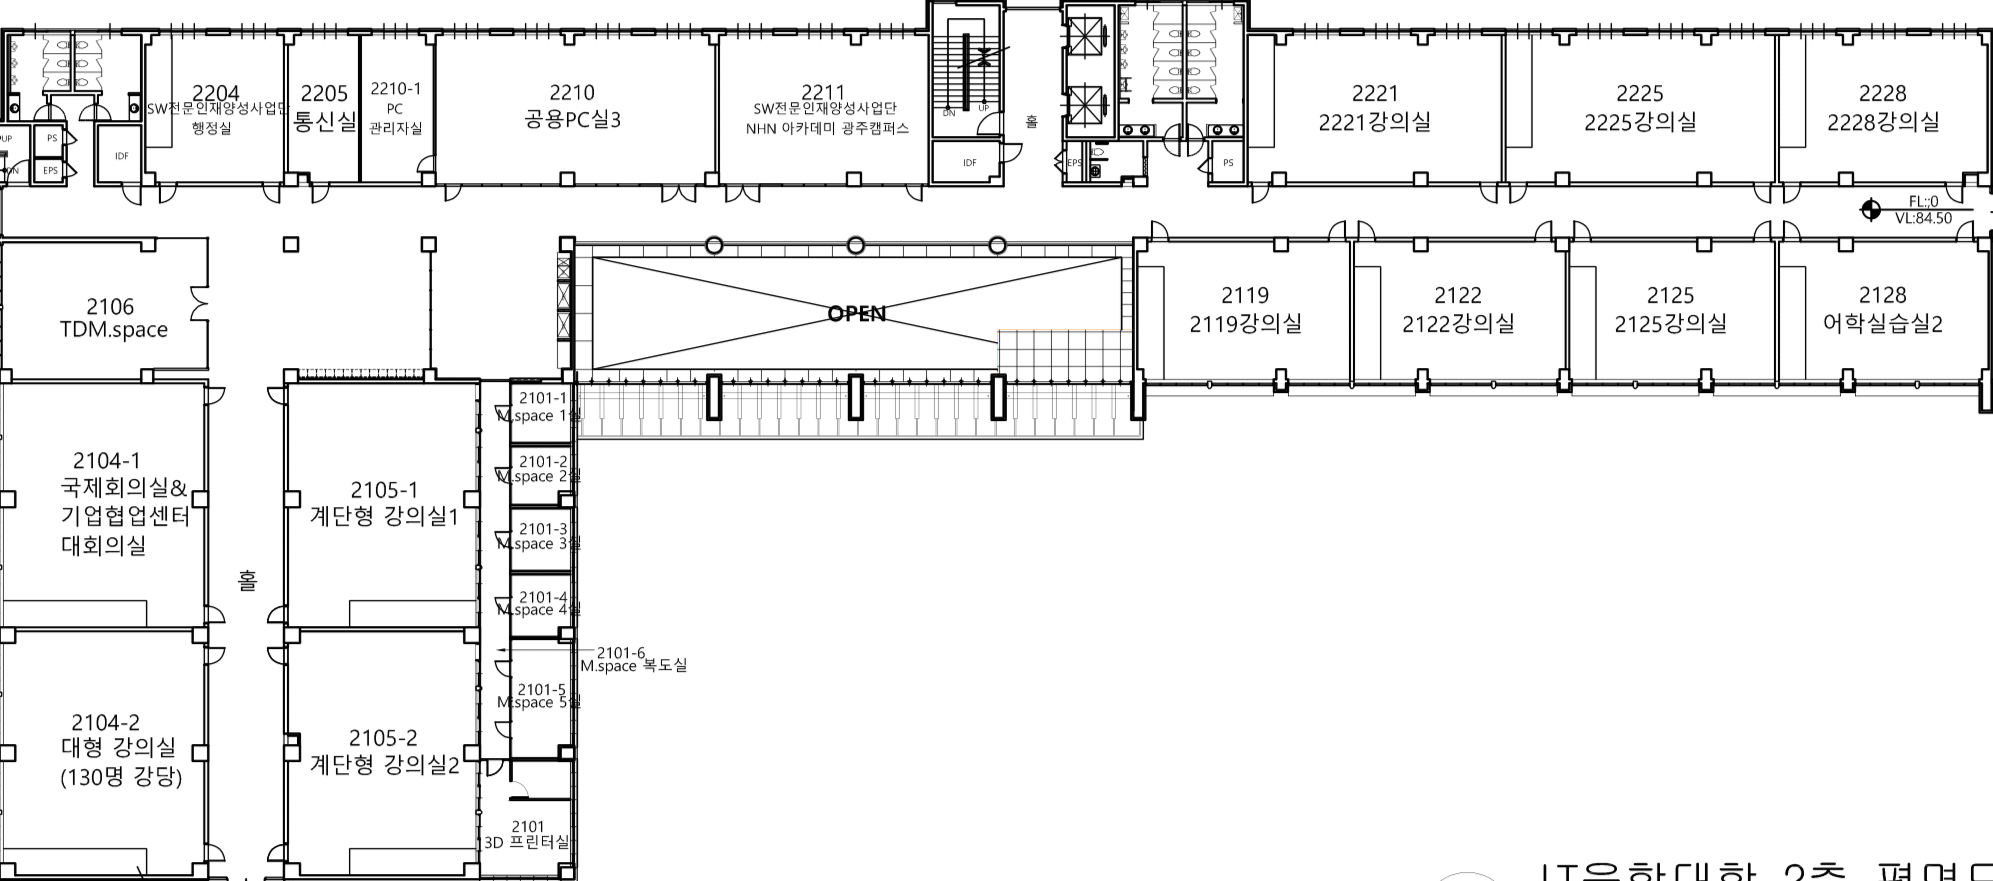 2204
SW전문인재양성사업단
행정실
2205
통신실
2210-1
PC
관리자실
2210
공용PC실3
2211
SW전문인재양성사업단
NHN 아카데미 광주캠퍼스
DN
UP
홀
IDF
EPS
PS
2221
2221강의실
2225
2225강의실
2228
2228강의실
UP
PS
DN
EPS
IDF
FL:;0
VL:84.50
2106
TDM.space
OPEN
2119
2119강의실
2122
2122강의실
2125
2125강의실
2128
어학실습실2
2104-1
국제회의실&
기업협업센터
대회의실
2105-1
계단형 강의실1
2101-1
M.space 1실
2101-2
M.space 2실
2101-3
M.space 3실
2101-4
M.space 4실
홀
2101-6
M.space 복도실
2101-5
M.space 5실
2104-2
대형 강의실
(130명 강당)
2105-2
계단형 강의실2
2101
3D 프린터실
2층